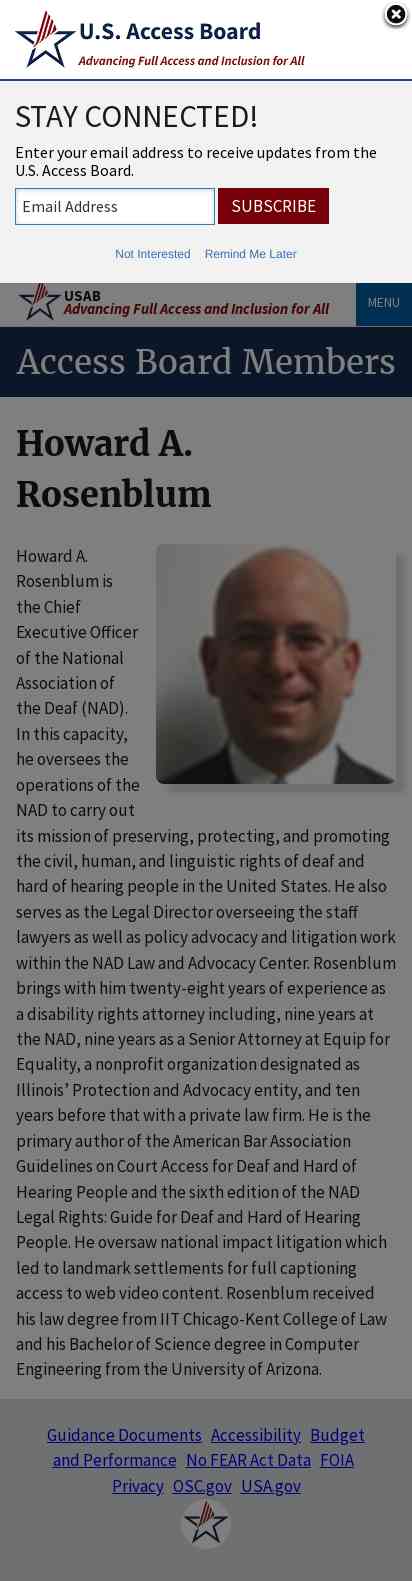 U.S. Access Board
Advancing Full Access and Inclusion for All
STAY CONNECTED!
Enter your email address to receive updates from the
U.S. Access Board.
Email Address
SUBSCRIBE
Not Interested Remind Me Later
USAB
Advancing Full Access and Inclusion for All
MENU
Access Board Members
Howard A.
Rosenblum
Howard A.
Rosenblum is
the Chief
Executive Officer
of the National
Association of
the Deaf (NAD).
In this capacity,
he oversees the
operations of the
NAD to carry out
its mission of preserving, protecting, and promoting
the civil, human, and linguistic rights of deaf and
hard of hearing people in the United States. He also
serves as the Legal Director overseeing the staff
lawyers as well as policy advocacy and litigation work
within the NAD Law and Advocacy Center. Rosenblum
brings with him twenty-eight years of experience as
a disability rights attorney including, nine years at
the NAD, nine years as a Senior Attorney at Equip for
Equality, a nonprofit organization designated as
Illinois’ Protection and Advocacy entity, and ten
years before that with a private law firm. He is the
primary author of the American Bar Association
Guidelines on Court Access for Deaf and Hard of
Hearing People and the sixth edition of the NAD
Legal Rights: Guide for Deaf and Hard of Hearing
People. He oversaw national impact litigation which
led to landmark settlements for full captioning
access to web video content. Rosenblum received
his law degree from IIT Chicago-Kent College of Law
and his Bachelor of Science degree in Computer
Engineering from the University of Arizona.
Guidance Documents Accessibility Budget
and Performance No FEAR Act Data FOIA
Privacy OSC.gov USA.gov